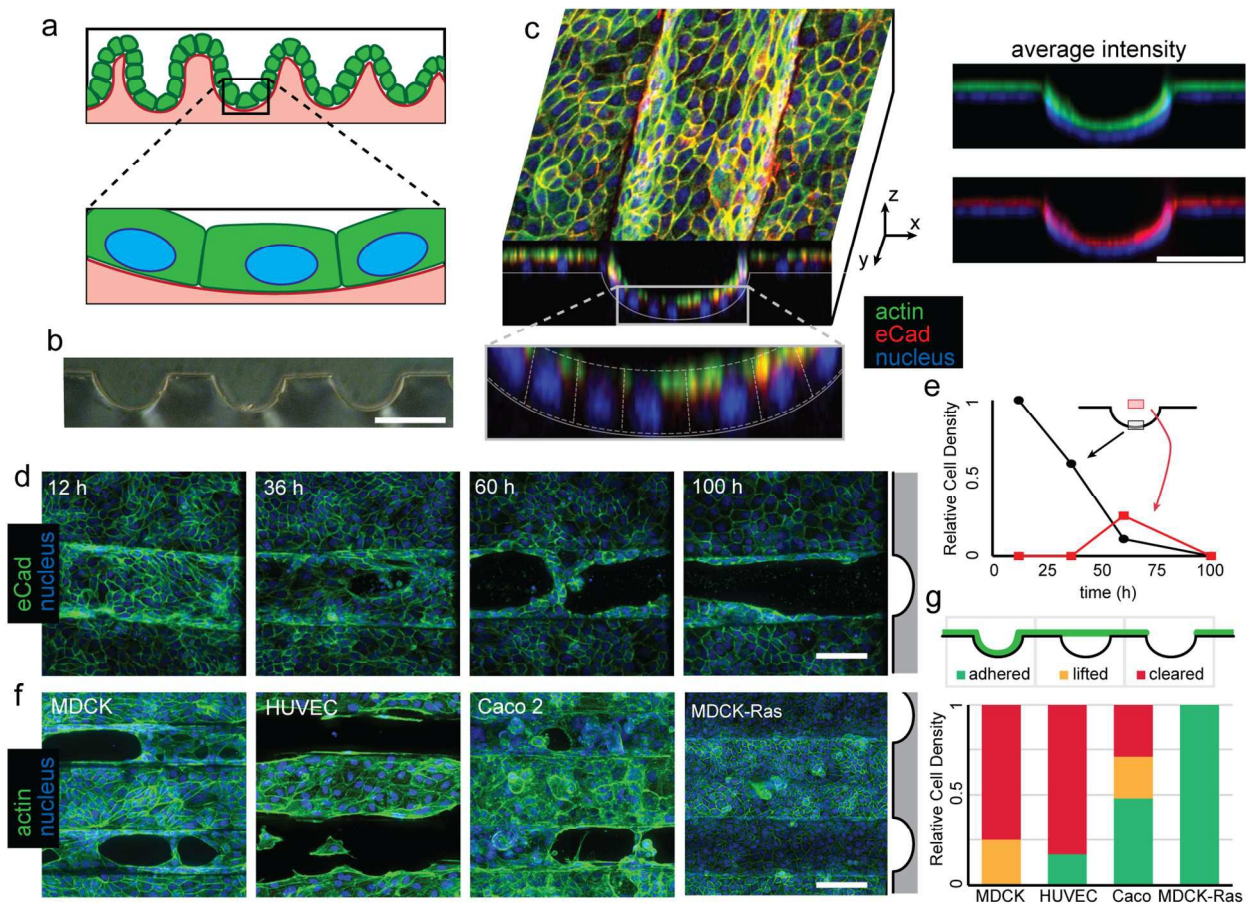 a
c
average intensity
z
x
y
actin
eCad
nucleus
b
e
Relative Cell Density
1
0.5
0
0
25
50
75
100
time (h)
d
eCad
nucleus
12 h
36 h
60 h
100 h
g
adhered
lifted
cleared
f
actin
nucleus
MDCK
HUVEC
Caco 2
MDCK-Ras
Relative Cell Density
1
0.5
0
MDCK
HUVEC
Caco
MDCK-Ras